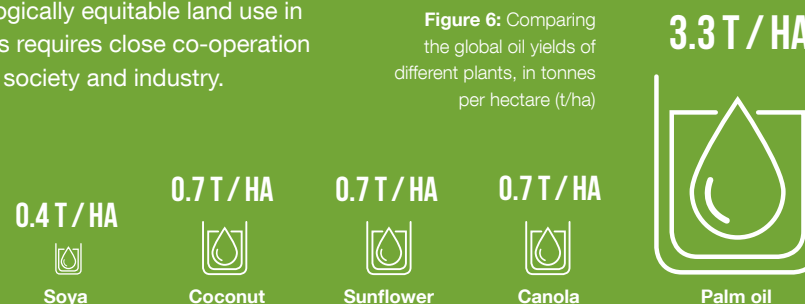 ogically equitable land use in
s requires close co-operation
society and industry.
Figure 6: Comparing
the global oil yields of
different plants, in tonnes
per hectare (t/ha)
3.3 T / HA
0.4 T / HA
0.7 T / HA
0.7 T / HA
0.7 T / HA
Soya
Coconut
Sunflower
Canola
Palm oil